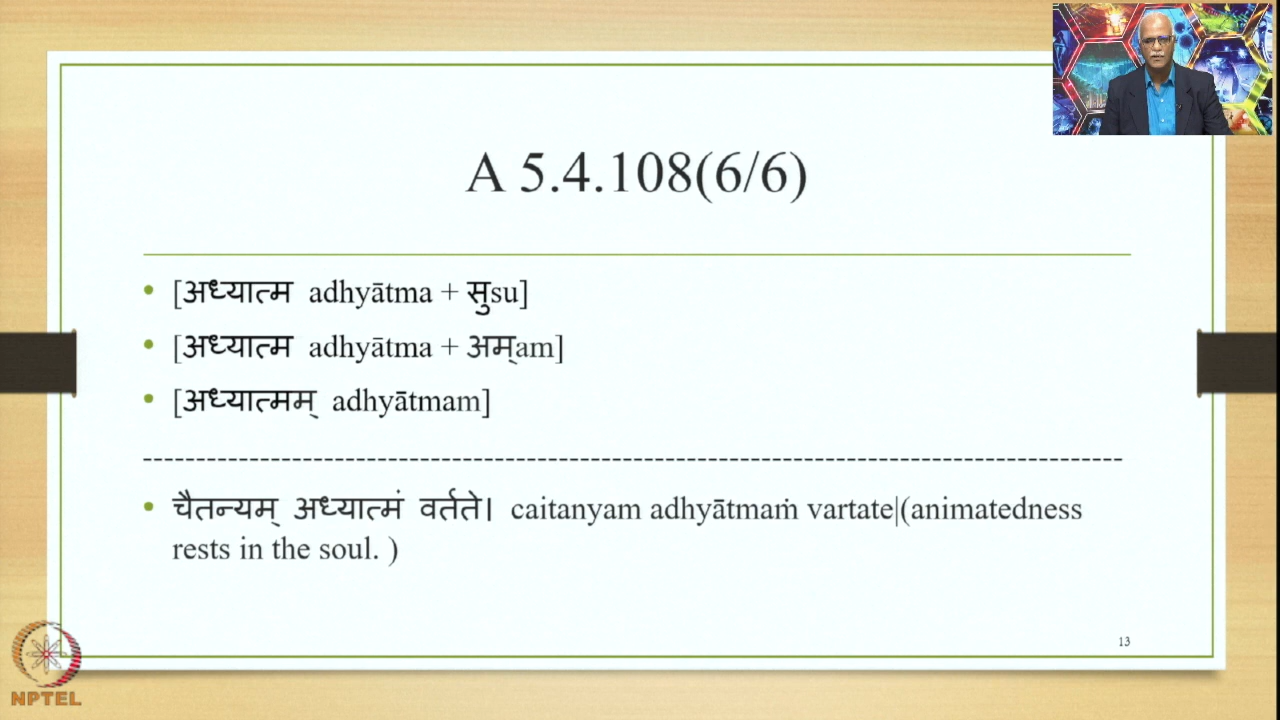 A 5.4.108(6/6)
• [अध्यात्म adhyātma + सुsu]
• [अध्यात्म adhyātma + अम्am]
• [अध्यात्मम् adhyātmam]
• चैतन्यम् अध्यात्मं वर्तते। caitanyam adhyātmaṁ vartate|(animatedness
rests in the soul. )
13
NPTEL